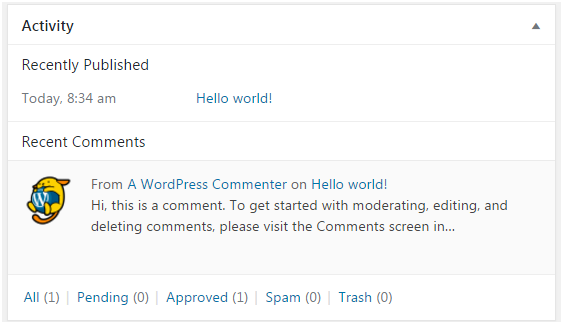 Activity
Recently Published
Today, 8:34 am Hello world!
Recent Comments
From A WordPress Commenter on Hello world!
Hi, this is a comment. To get started with moderating, editing, and
deleting comments, please visit the Comments screen in...
All (1) | Pending (0) | Approved (1) | Spam (0) | Trash (0)